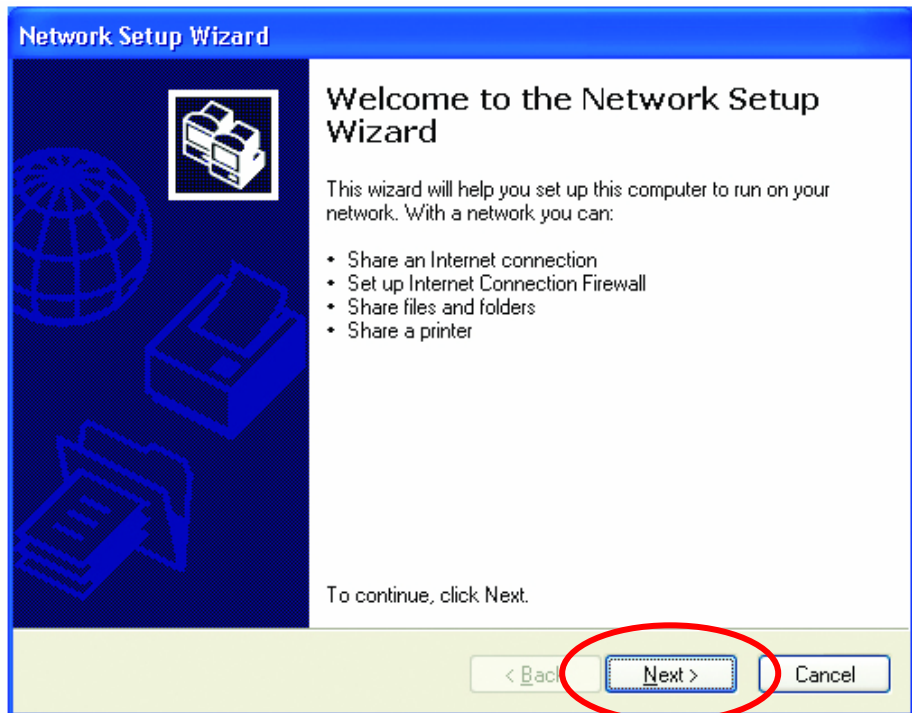 Network Setup Wizard
Welcome to the Network Setup
Wizard
This wizard will help you set up this computer to run on your
network. With a network you can:
• Share an Internet connection
• Set up Internet Connection Firewall
• Share files and folders
• Share a printer
To continue, click Next.
< Back Next > Cancel